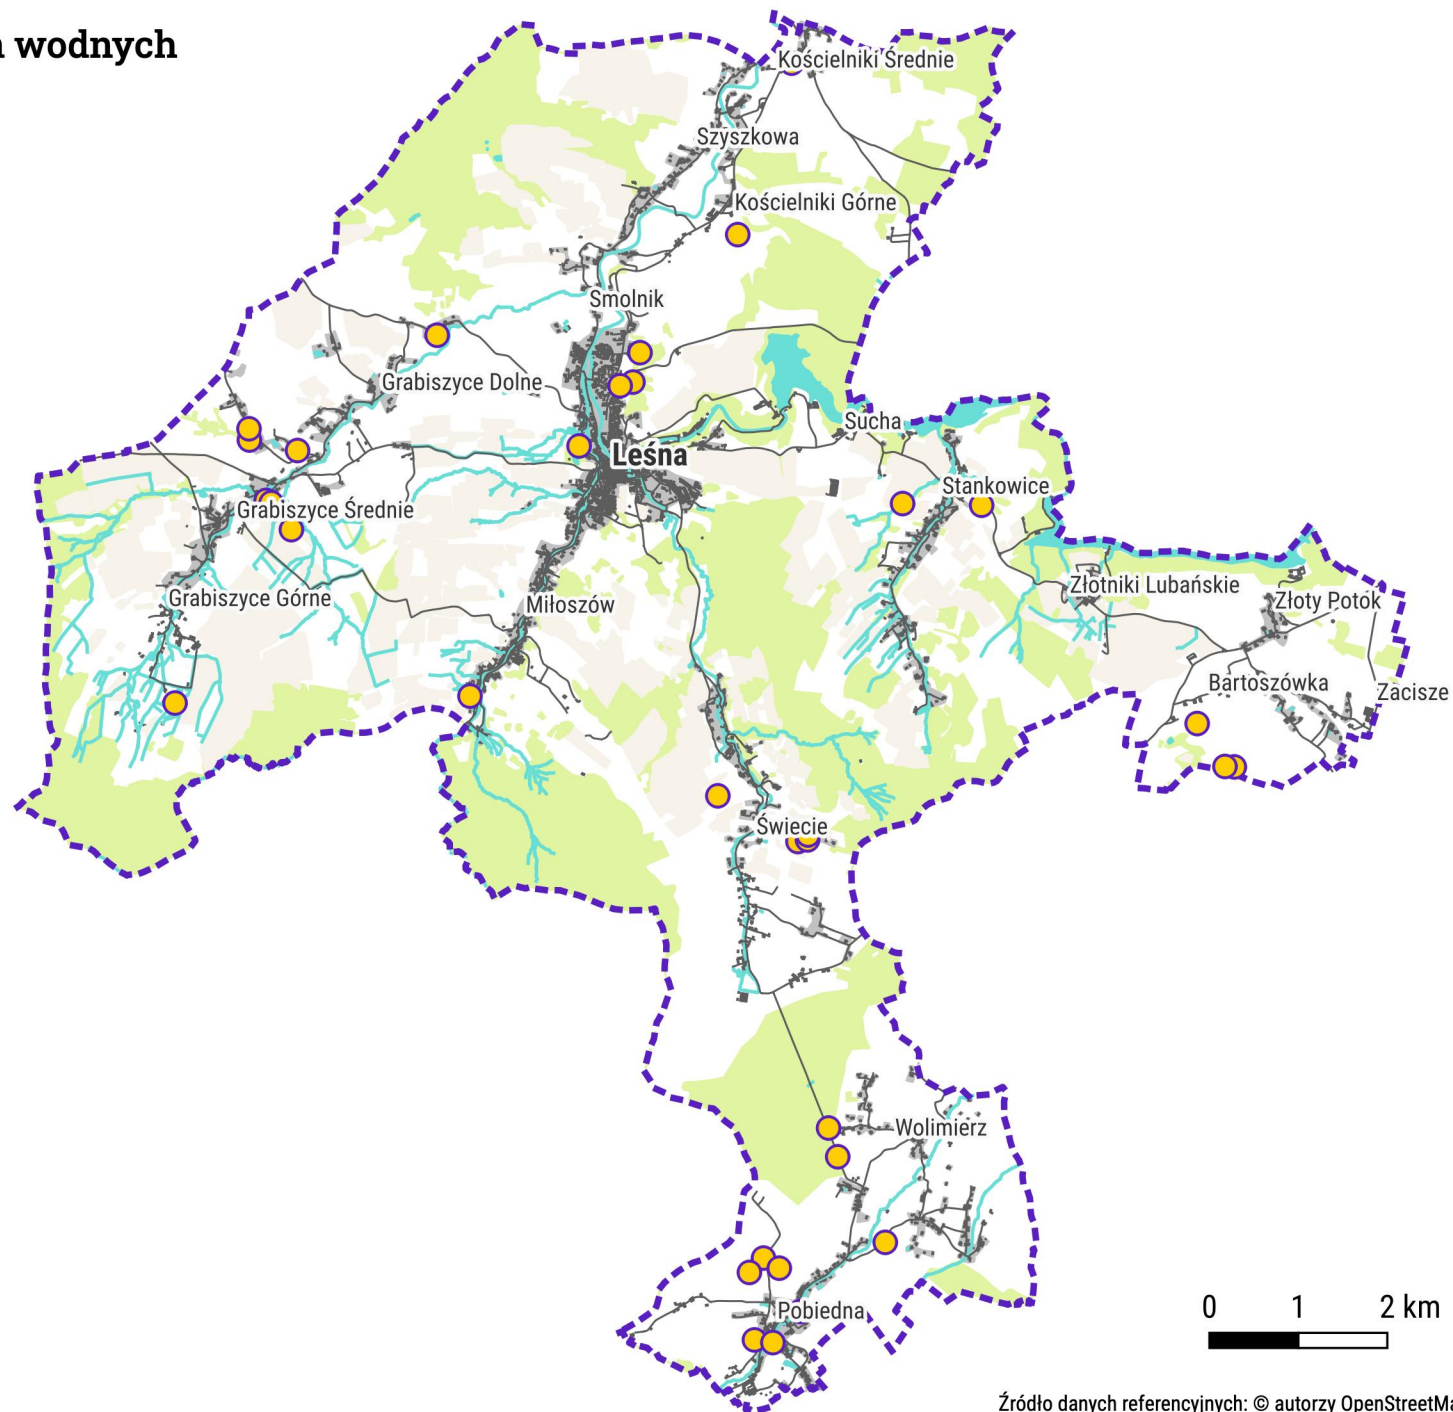 wodnych
Kościelniki Średnie
Szyszkowa
Kościelniki Górne
Smolnik
Grabiszyce Dolne
Sucha
Leśna
Stankowice
Grabiszyce Średnie
Złotniki Lubańskie
Grabiszyce Górne
Miłoszów
Złoty Potok
Bartoszówka
Zacisze
Świecie
Wolimierz
Pobiedna
0 1 2 km
Źródło danych referencyjnych: © autorzy